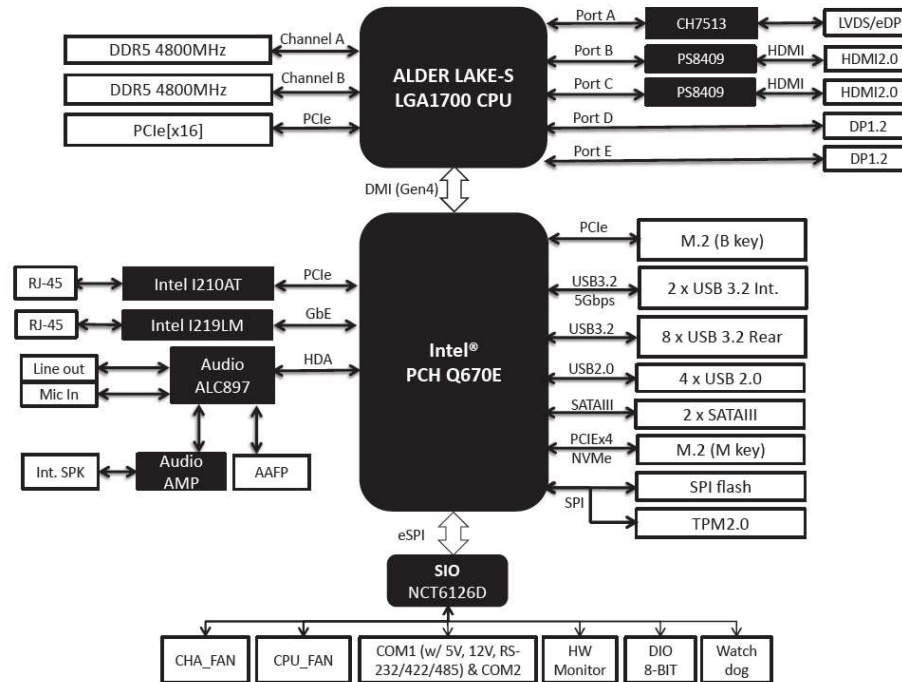 DDR5 4800MHz
Channel A
DDR5 4800MHz
Channel B
PCIe[x16]
PCIe
ALDER LAKE-S
LGA1700 CPU
Port A
CH7513
LVDS/eDP
Port B
PS8409
HDMI
HDMI2.0
Port C
PS8409
HDMI
HDMI2.0
Port D
DP1.2
Port E
DP1.2
DMI (Gen4)
RJ-45
Intel I210AT
PCIe
RJ-45
Intel I219LM
GbE
Line out
Mic In
Audio
ALC897
HDA
Int. SPK
Audio
AMP
AAFP
Intel®
PCH Q670E
PCIe
M.2 (B key)
USB3.2
5Gbps
2 x USB 3.2 Int.
USB3.2
8 x USB 3.2 Rear
USB2.0
4 x USB 2.0
SATAIII
2 x SATAIII
PCIEx4
NVMe
M.2 (M key)
SPI
SPI flash
TPM2.0
eSPI
SIO
NCT6126D
CHA_FAN
CPU_FAN
COM1 (w/ 5V, 12V, RS-
232/422/485) & COM2
HW
Monitor
DIO
8-BIT
Watch
dog